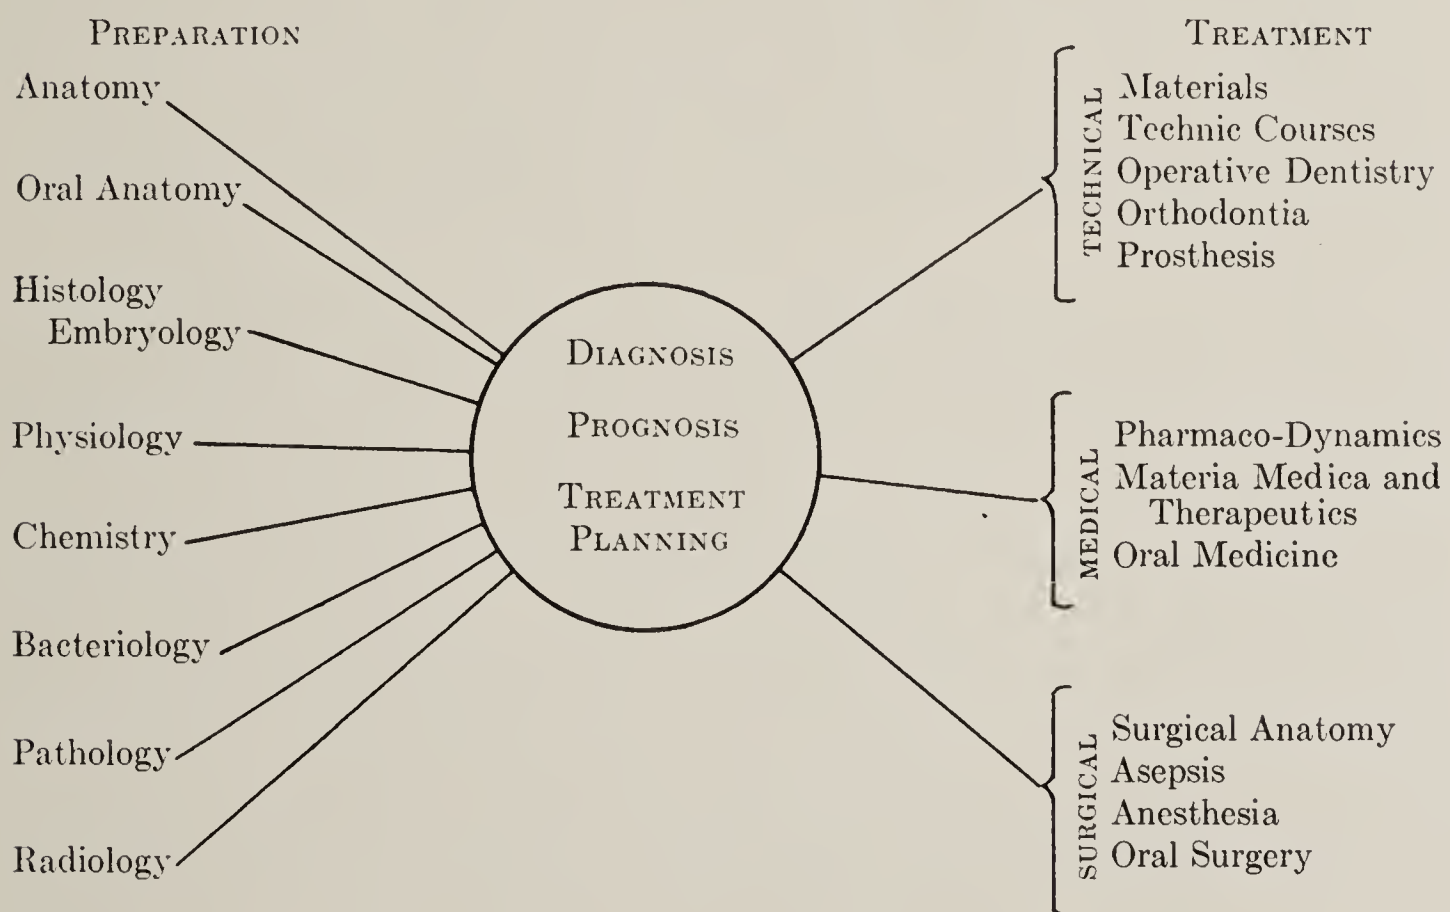 PREPARATION
Anatomy
Oral Anatomy
Histology
Embryology
Physiology
Chemistry
Bacteriology
Pathology
Radiology
DIAGNOSIS
PROGNOSIS
TREATMENT
PLANNING
TREATMENT
TECHNICAL
Materials
Technic Courses
Operative Dentistry
Orthodontia
Prosthesis
MEDICAL
Pharmaco-Dynamics
Materia Medica and
Therapeutics
Oral Medicine
SURGICAL
Surgical Anatomy
Asepsis
Anesthesia
Oral Surgery